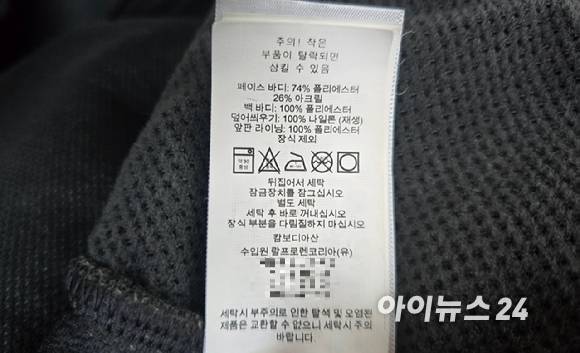 주의! 작은
부품이 탈락되면
삼킬 수 있음
페이스 바디: 74% 폴리에스터
26% 아크릴
백 바디: 100% 폴리에스터
덮어씌우기: 100% 나일론 (재생)
앞판 라이닝: 100% 폴리에스터
장식 제외
약30
중성
뒤집어서 세탁
잠금장치를 잠그십시오
별도 세탁
세탁 후 바로 꺼내십시오
장식 부분을 다림질하지 마십시오
캄보디아산
수입원 랄프로렌코리아(유)
세탁시 부주의로 인한 탈색 및 오염된
제품은 교환할 수 없으니 세탁시 주의
바랍니다.
아이뉴스24